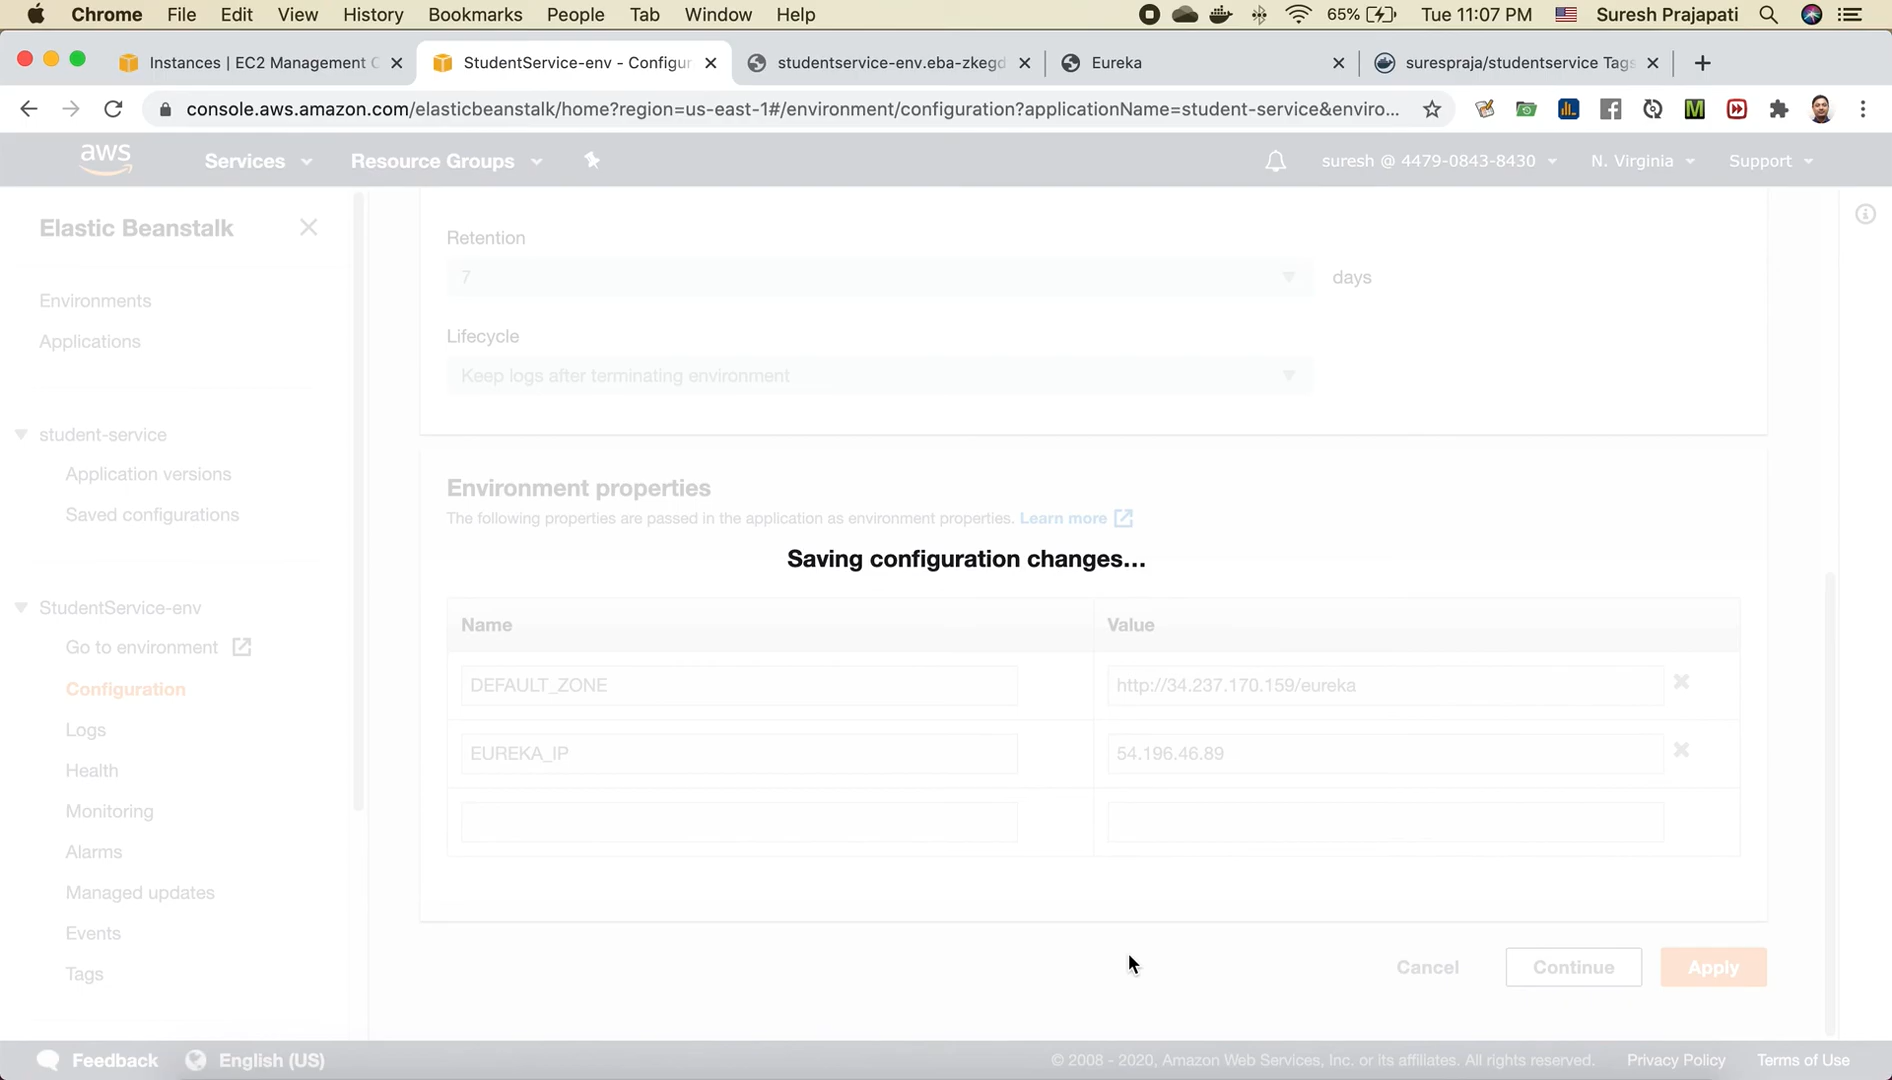 Chrome File Edit View History Bookmarks People Tab Window Help 65% Tue 11:07 PM Suresh Prajapati
Instances | EC2 Management C
StudentService-env - Configur
studentservice-env.eba-zkegd
Eureka
surespraja/studentservice Tags
console.aws.amazon.com/elasticbeanstalk/home?region=us-east-1#/environment/configuration?applicationName=student-service&enviro...
aws Services Resource Groups suresh @ 4479-0843-8430 N. Virginia Support
Elastic Beanstalk
Environments
Applications
student-service
Application versions
Saved configurations
StudentService-env
Go to environment
Configuration
Logs
Health
Monitoring
Alarms
Managed updates
Events
Tags
Retention
7 days
Lifecycle
Keep logs after terminating environment
Environment properties
The following properties are passed in the application as environment properties. Learn more
Saving configuration changes...
Name Value
DEFAULT_ZONE http://34.237.170.159/eureka
EUREKA_IP 54.196.46.89
Cancel Continue Apply
Feedback English (US) © 2008 - 2020, Amazon Web Services, Inc. or its affiliates. All rights reserved. Privacy Policy Terms of Use